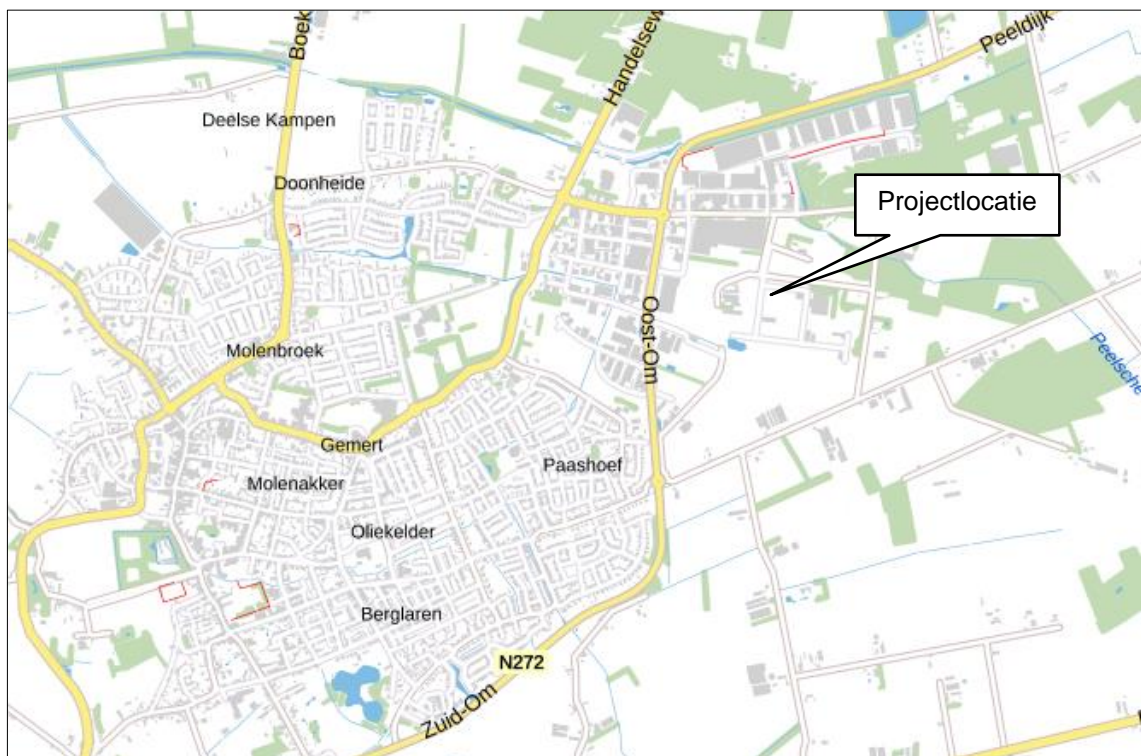 Boek
Handelsew
Peeldijk
Deelse Kampen
Doonheide
Projectlocatie
Oost-Om
Molenbroek
Peelsche
Gemert
Paashoef
Molenakker
Oliekelder
Berglaren
N272
Zuid-Om